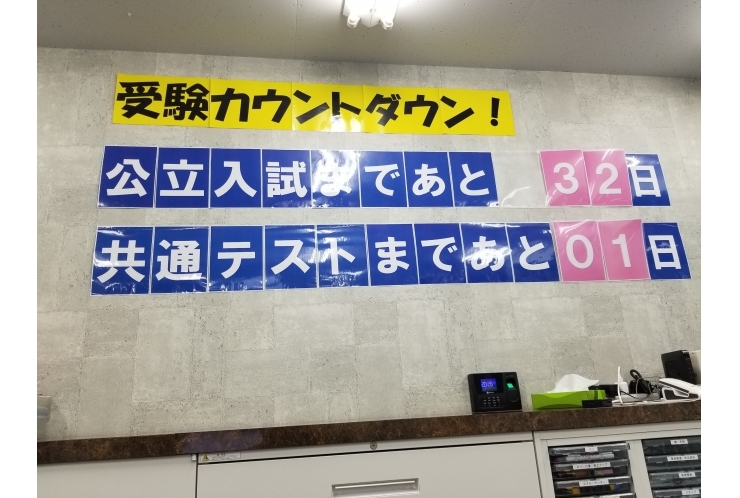 受験カウントダウン！
公立入試まであと 32日
共通テストまであと01日